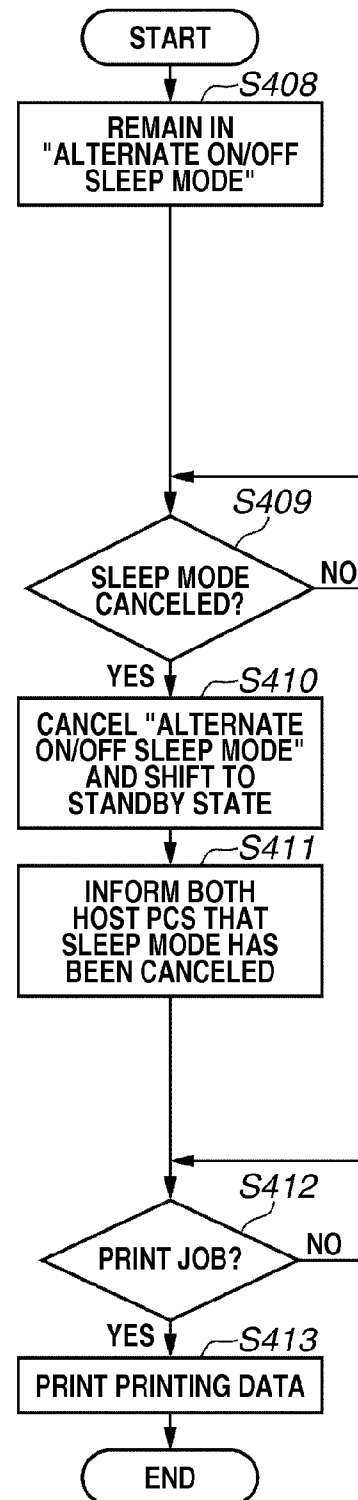 START
S408
REMAIN IN
"ALTERNATE ON/OFF
SLEEP MODE"
S409
SLEEP MODE
CANCELED?
NO
YES
S410
CANCEL "ALTERNATE
ON/OFF SLEEP MODE"
AND SHIFT TO
STANDBY STATE
S411
INFORM BOTH
HOST PCS THAT
SLEEP MODE HAS
BEEN CANCELED
S412
PRINT JOB?
NO
YES
S413
PRINT PRINTING DATA
END